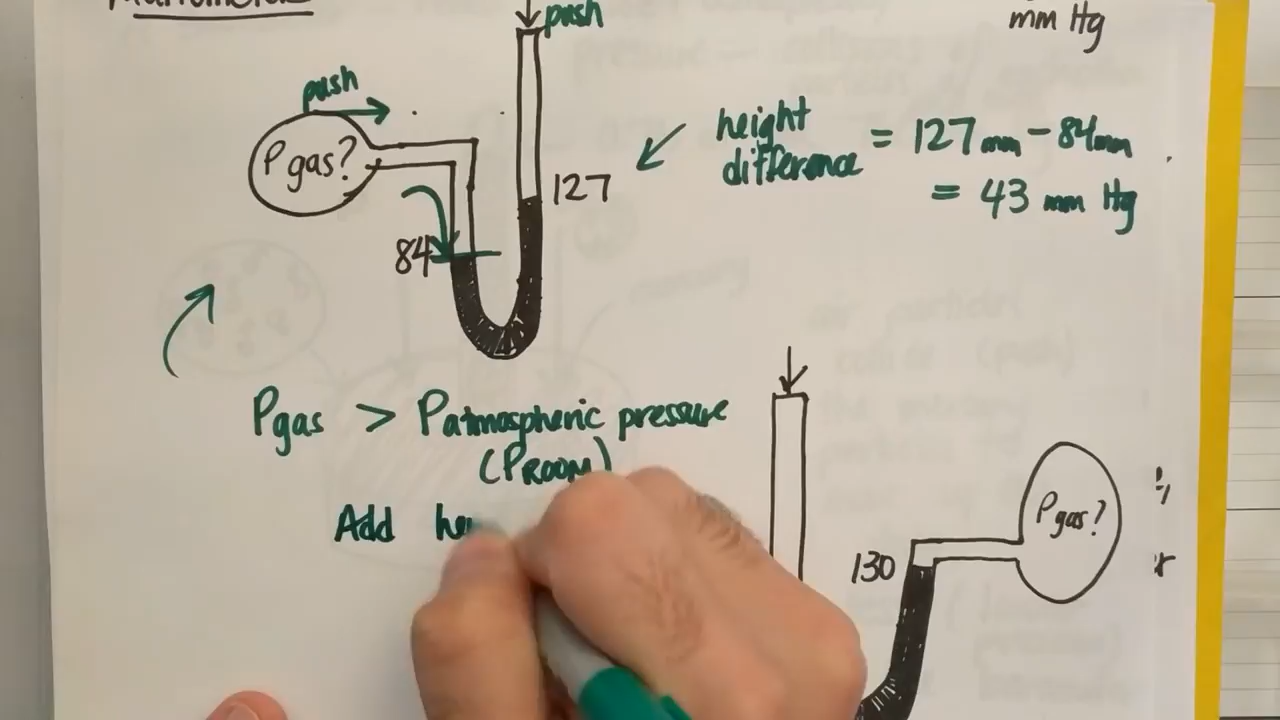 push
mm Hg
push
Pgas?
127
84
height
difference
= 127mm - 84mm
= 43 mm Hg
Pgas > Patmospheric pressure
(PROOM)
Add
Pgas?
130